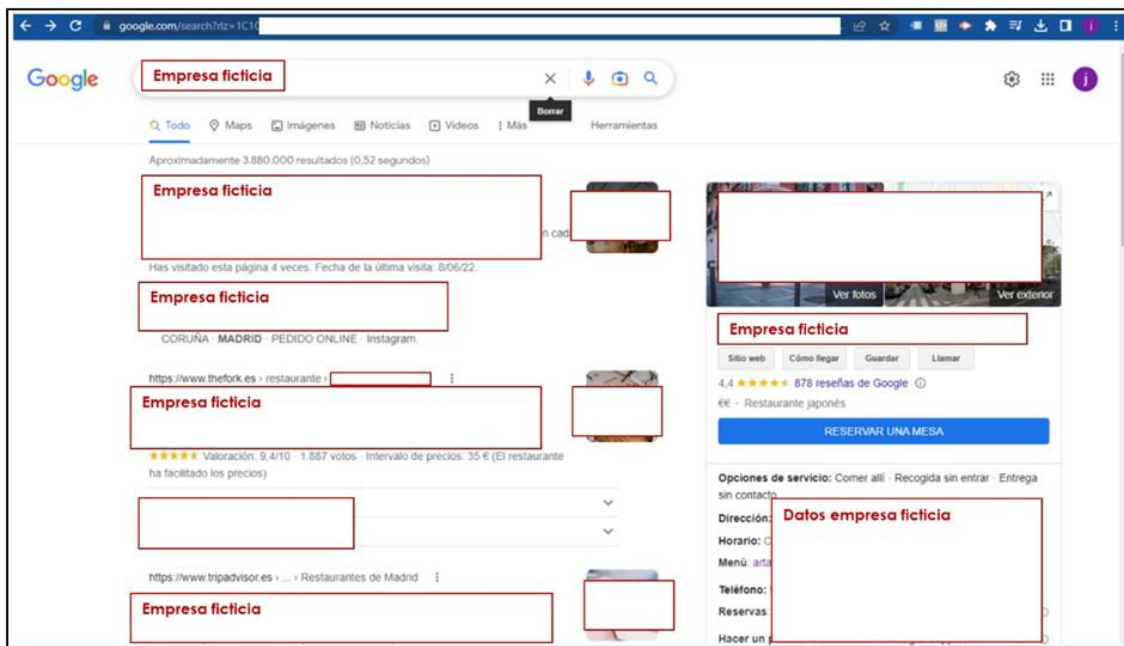 google.com/search?rlz=1C1
j
Google
Empresa ficticia
Borrar
j
Todo Maps Imágenes Noticias Vídeos Más Herramientas
Aproximadamente 3.880.000 resultados (0,52 segundos)
Empresa ficticia
n cad
Has visitado esta página 4 veces. Fecha de la última visita: 8/06/22.
Empresa ficticia
CORUÑA · MADRID · PEDIDO ONLINE · Instagram.
https://www.thefork.es › restaurante ›
Empresa ficticia
Valoración: 9,4/10 · 1.887 votos · Intervalo de precios: 35 € (El restaurante
ha facilitado los precios)
https://www.tripadvisor.es › ... › Restaurantes de Madrid
Empresa ficticia
Ver fotos
Ver exterior
Empresa ficticia
Sitio web Cómo llegar Guardar Llamar
4,4 878 reseñas de Google
€€ · Restaurante japonés
RESERVAR UNA MESA
Opciones de servicio: Comer allí · Recogida sin entrar · Entrega
sin contacto
Datos empresa ficticia
Dirección:
Horario: C
Menú: arta
Teléfono:
Reservas:
Hacer un p